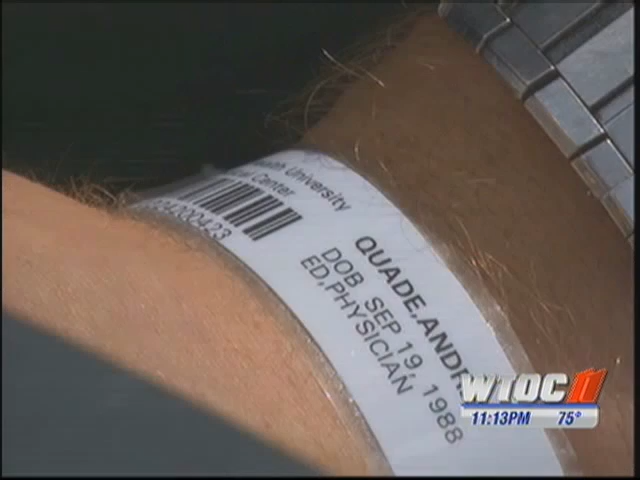 University
Center
QUADE,ANDR
DOB SEP 19, 1988
ED,PHYSICIAN
WTOC 11
11:13PM 75°